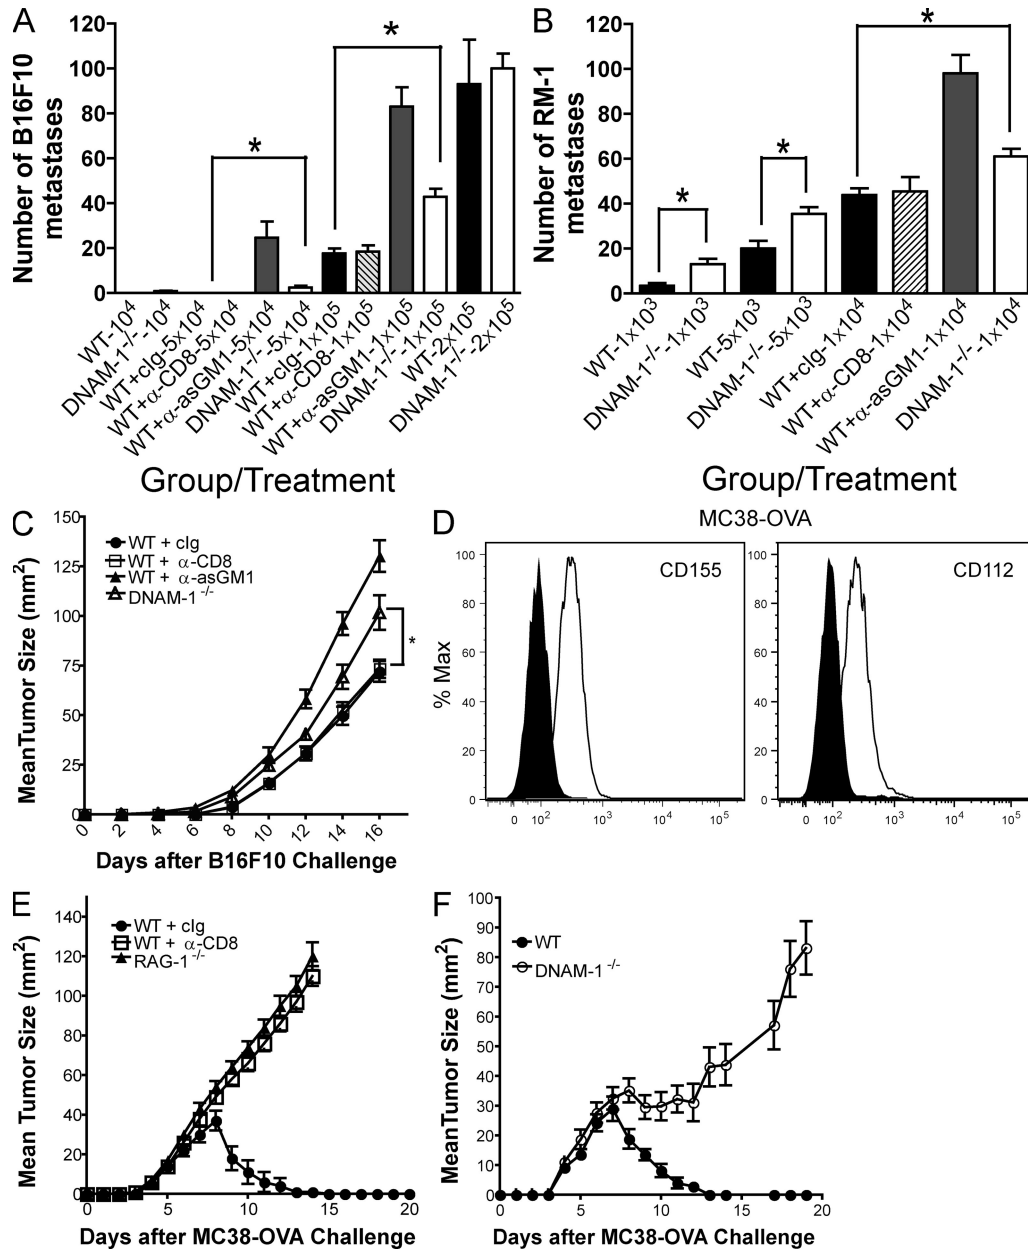 A
Number of B16F10
metastases
120
100
80
60
40
20
0
*
*
WT-10⁴
DNAM-1⁻/⁻-10⁴
WT+cIg-5x10⁴
WT+α-CD8-5x10⁴
WT+α-asGM1-5x10⁴
DNAM-1⁻/⁻-5x10⁴
WT+cIg-1x10⁵
WT+α-CD8-1x10⁵
WT+α-asGM1-1x10⁵
DNAM-1⁻/⁻-1x10⁵
WT-2x10⁵
DNAM-1⁻/⁻-2x10⁵
Group/Treatment
B
Number of RM-1
metastases
120
100
80
60
40
20
0
*
*
*
WT-1x10³
DNAM-1⁻/⁻-1x10³
WT-5x10³
DNAM-1⁻/⁻-5x10³
WT+cIg-1x10⁴
WT+α-CD8-1x10⁴
WT+α-asGM1-1x10⁴
DNAM-1⁻/⁻-1x10⁴
Group/Treatment
C
MeanTumor Size (mm²)
150
125
100
75
50
25
0
WT + cIg
WT + α-CD8
WT + α-asGM1
DNAM-1⁻/⁻
*
0 2 4 6 8 10 12 14 16
Days after B16F10 Challenge
D
MC38-OVA
% Max
100
80
60
40
20
0
CD155
0 10² 10³ 10⁴ 10⁵
100
80
60
40
20
0
CD112
0 10² 10³ 10⁴ 10⁵
E
Mean Tumor Size (mm²)
140
120
100
80
60
40
20
0
WT + cIg
WT + α-CD8
RAG-1⁻/⁻
0 5 10 15 20
Days after MC38-OVA Challenge
F
MeanTumor Size (mm²)
100
90
80
70
60
50
40
30
20
10
0
WT
DNAM-1⁻/⁻
0 5 10 15 20
Days after MC38-OVA Challenge